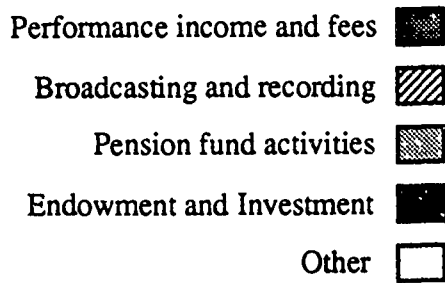 Performance income and fees
Broadcasting and recording
Pension fund activities
Endowment and Investment
Other